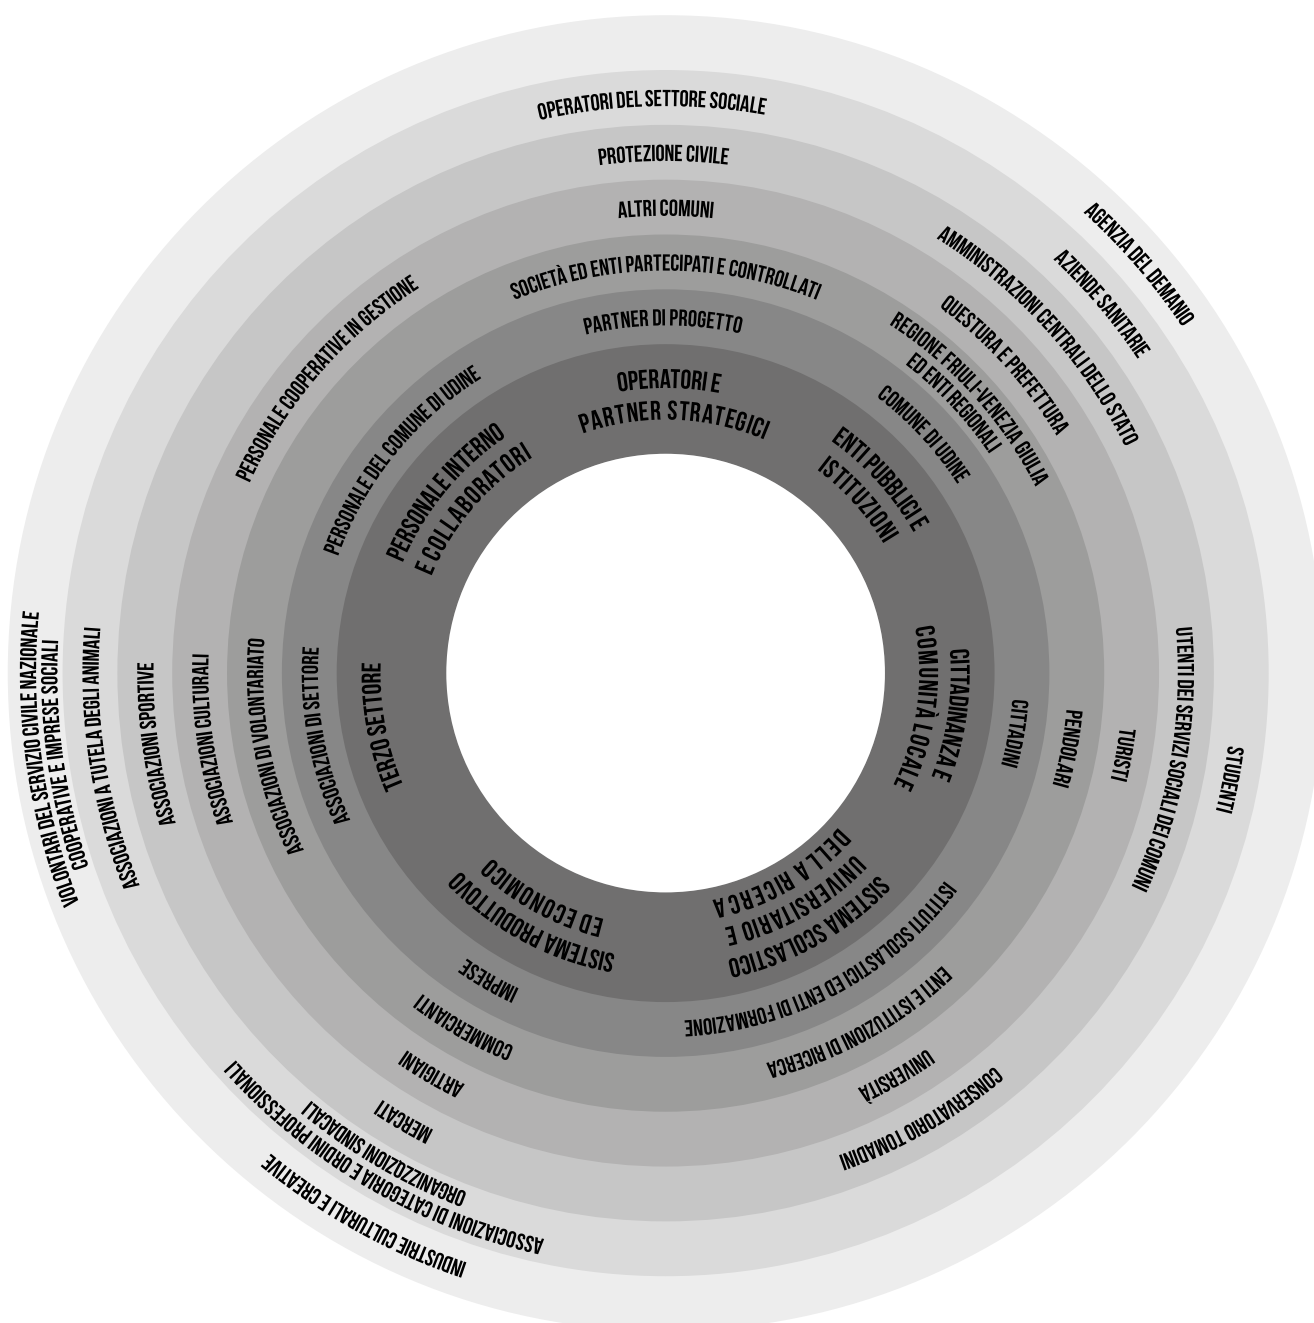 OPERATORI E
PARTNER STRATEGICI
PARTNER DI PROGETTO
SOCIETÀ ED ENTI PARTECIPATI E CONTROLLATI
ALTRI COMUNI
PROTEZIONE CIVILE
OPERATORI DEL SETTORE SOCIALE
ENTI PUBBLICI E
ISTITUZIONI
COMUNE DI UDINE
REGIONE FRIULI-VENEZIA GIULIA
ED ENTI REGIONALI
QUESTURA E PREFETTURA
AMMINISTRAZIONI CENTRALI DELLO STATO
AZIENDE SANITARIE
AGENZIA DEL DEMANIO
CITTADINANZA E
COMUNITÀ LOCALE
CITTADINI
PENDOLARI
TURISTI
UTENTI DEI SERVIZI SOCIALI DEI COMUNI
STUDENTI
SISTEMA SCOLASTICO
UNIVERSITARIO E
DELLA RICERCA
ISTITUTI SCOLASTICI ED ENTI DI FORMAZIONE
ENTI E ISTITUZIONI DI RICERCA
UNIVERSITÀ
CONSERVATORIO TOMADINI
SISTEMA PRODUTTOVO
ED ECONOMICO
IMPRESE
COMMERCIANTI
ARTIGIANI
MERCATI
ORGANIZZQZIONI SINDACALI
ASSOCIAZIONI DI CATEGORIA E ORDINI PROFESSIONALI
INDUSTRIE CULTURALI E CREATIVE
TERZO SETTORE
ASSOCIAZIONI DI SETTORE
ASSOCIAZIONI DI VOLONTARIATO
ASSOCIAZIONI CULTURALI
ASSOCIAZIONI SPORTIVE
ASSOCIAZIONI A TUTELA DEGLI ANIMALI
VOLONTARI DEL SERVIZIO CIVILE NAZIONALE
COOPERATIVE E IMPRESE SOCIALI
PERSONALE INTERNO
E COLLABORATORI
PERSONALE DEL COMUNE DI UDINE
PERSONALE COOPERATIVE IN GESTIONE